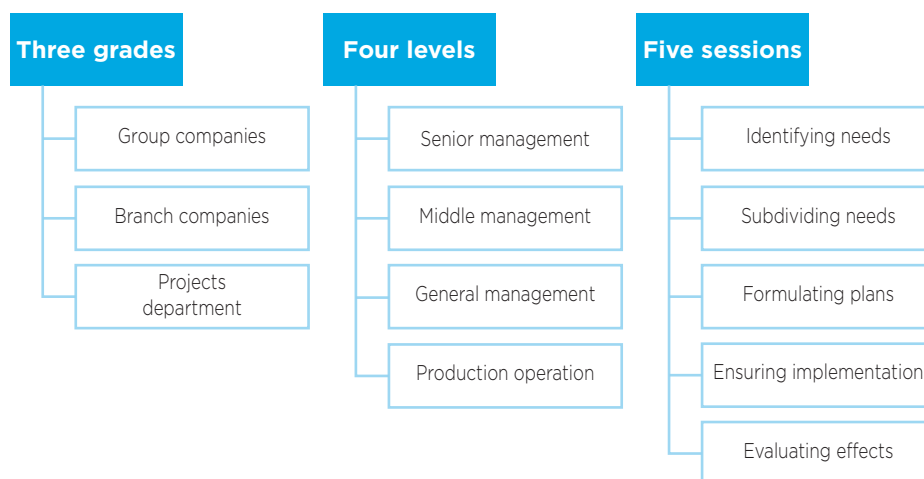 Three grades
Group companies
Branch companies
Projects
department
Four levels
Senior management
Middle management
General management
Production operation
Five sessions
Identifying needs
Subdividing needs
Formulating plans
Ensuring implementation
Evaluating effects